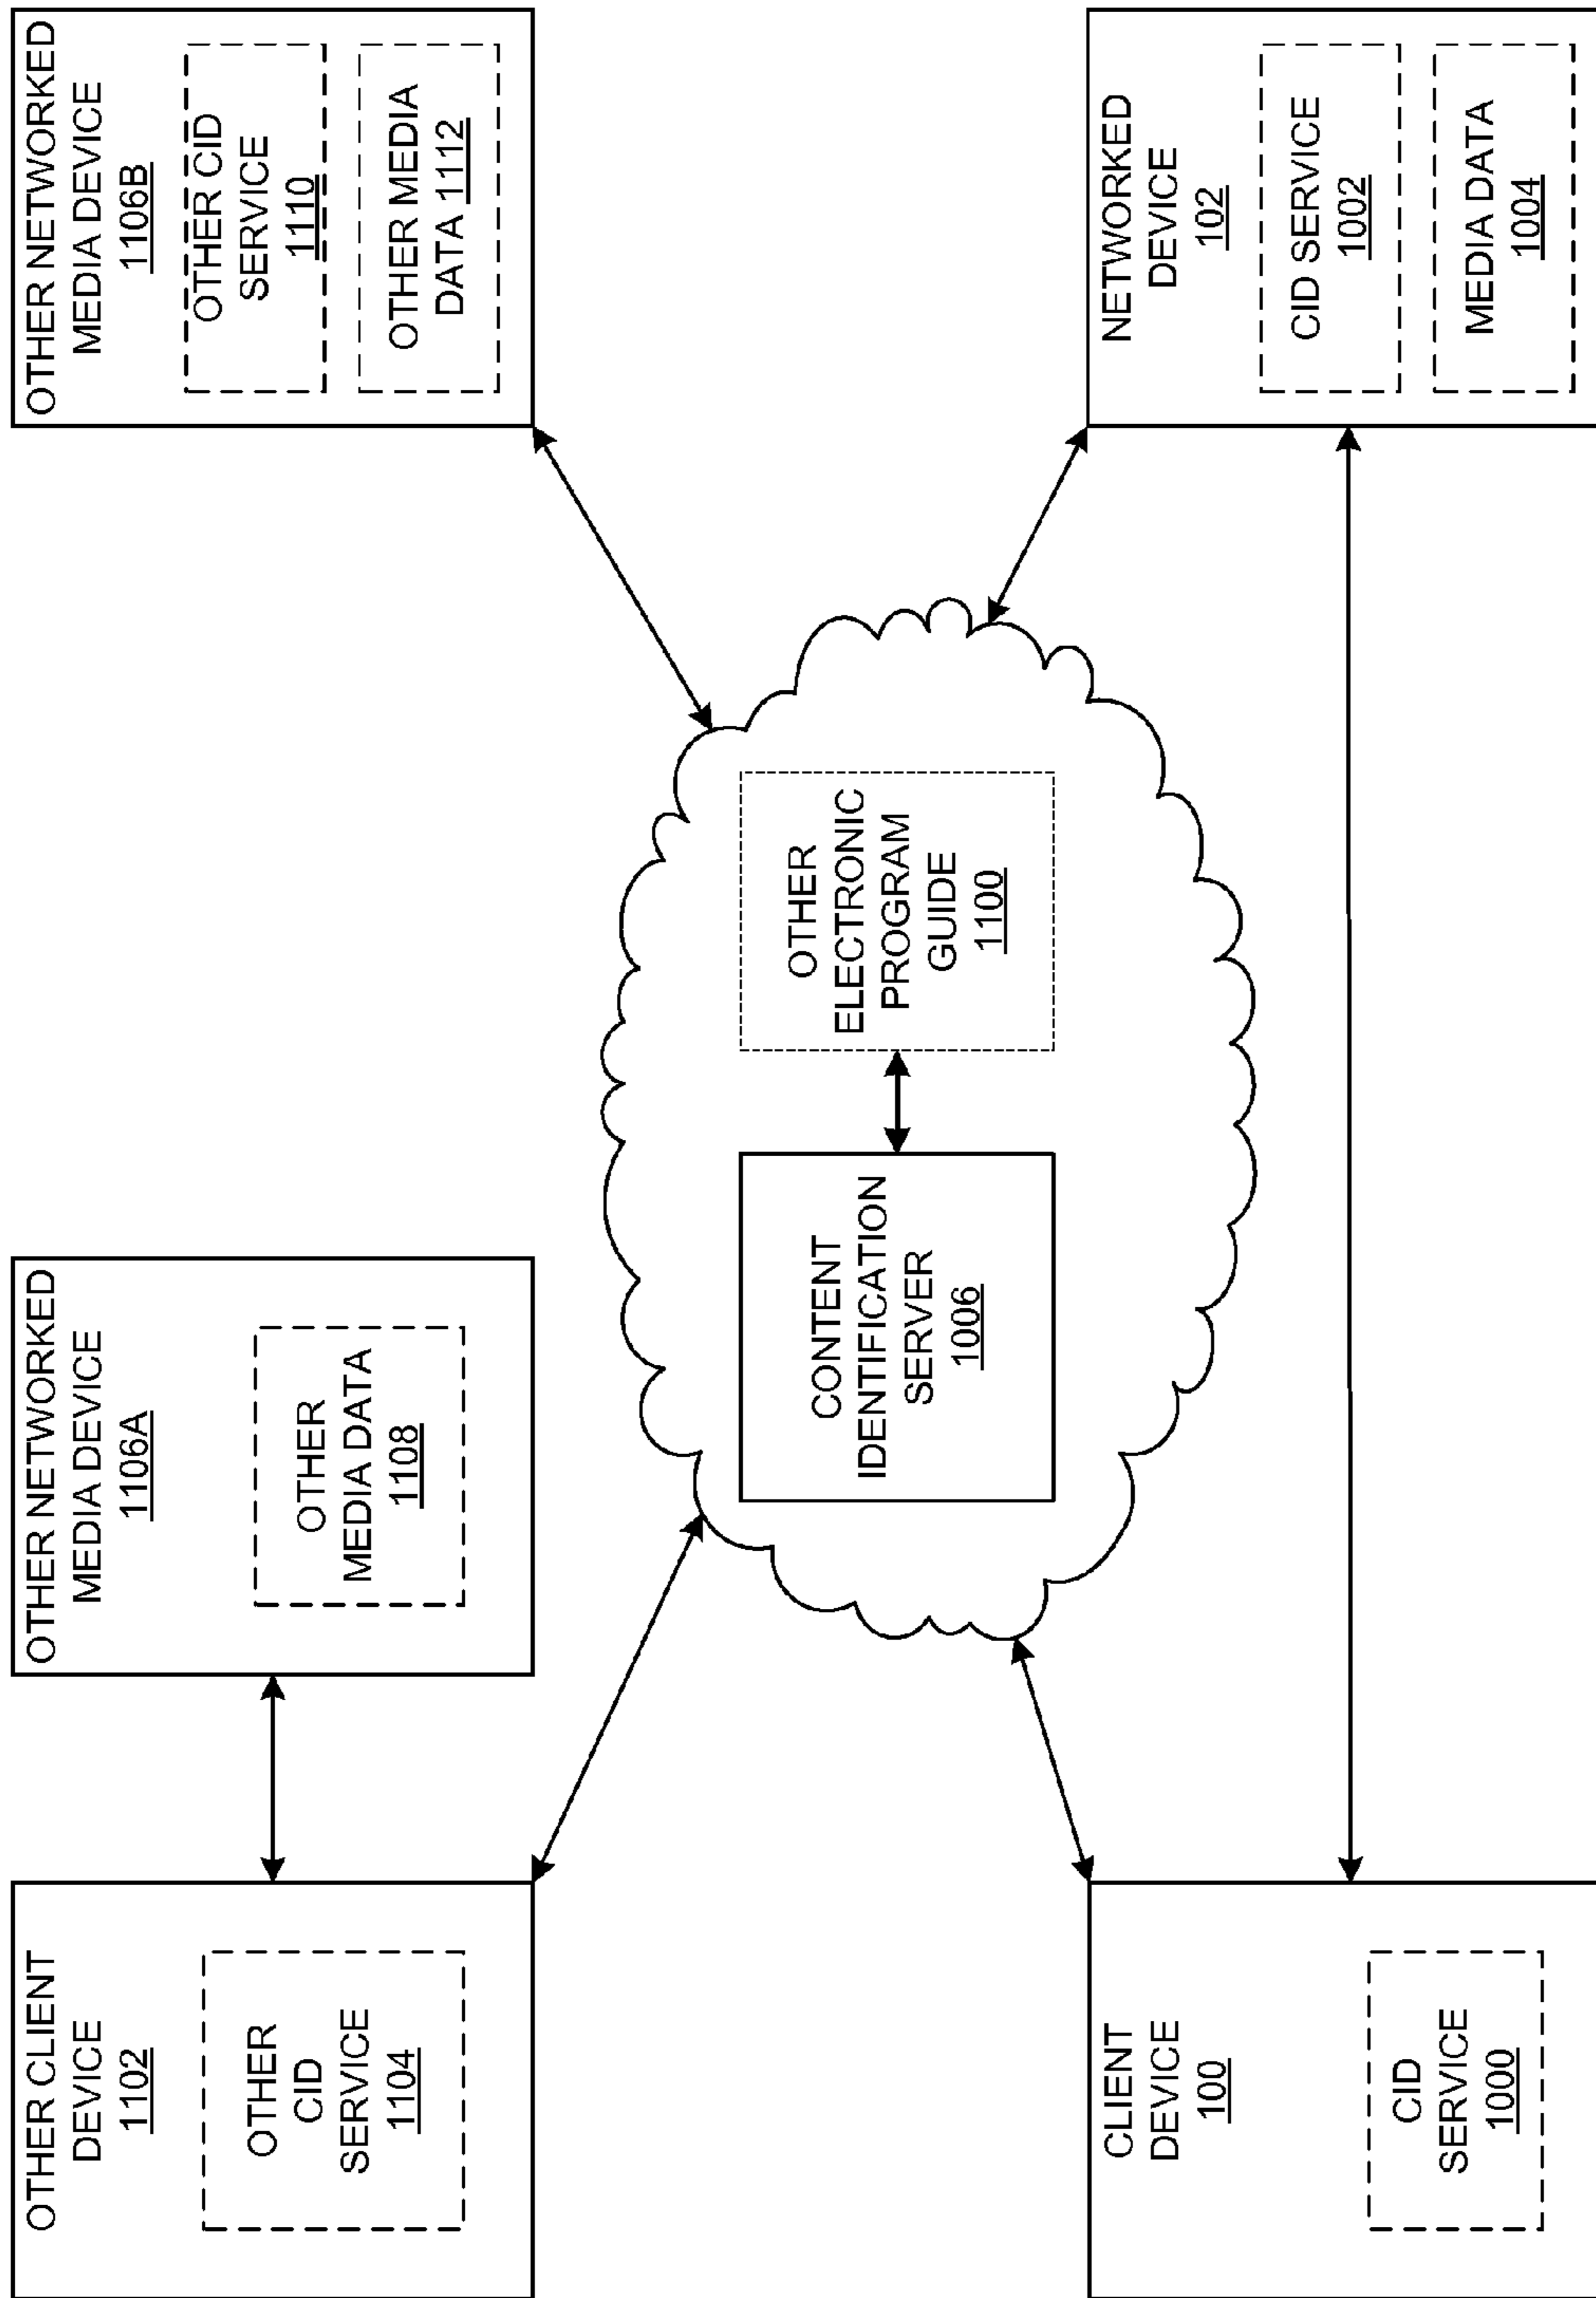 OTHER CLIENT
DEVICE
1102
OTHER
CID
SERVICE
1104
OTHER NETWORKED
MEDIA DEVICE
1106A
OTHER
MEDIA DATA
1108
OTHER NETWORKED
MEDIA DEVICE
1106B
OTHER CID
SERVICE
1110
OTHER MEDIA
DATA 1112
CONTENT
IDENTIFICATION
SERVER
1006
OTHER
ELECTRONIC
PROGRAM
GUIDE
1100
CLIENT
DEVICE
100
CID
SERVICE
1000
NETWORKED
DEVICE
102
CID SERVICE
1002
MEDIA DATA
1004